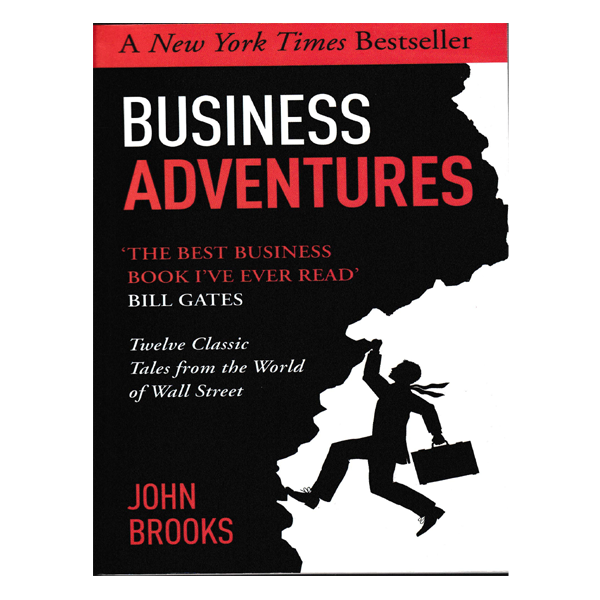 A New York Times Bestseller
BUSINESS
ADVENTURES
‘THE BEST BUSINESS
BOOK I’VE EVER READ’
BILL GATES
Twelve Classic
Tales from the World
of Wall Street
JOHN
BROOKS